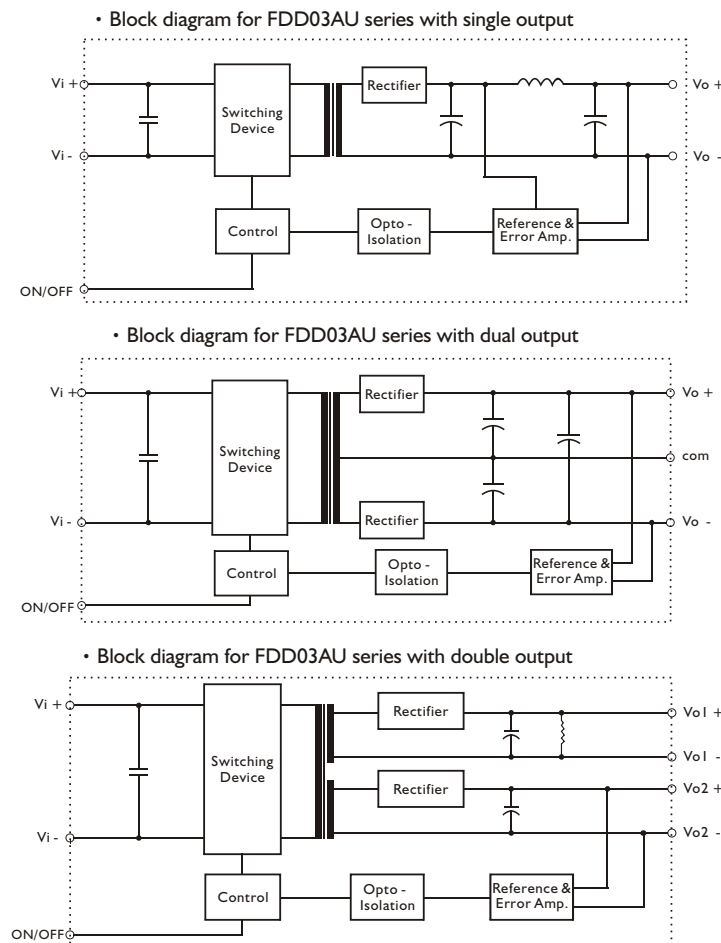 • Block diagram for FDD03AU series with single output
Vi +
Switching
Device
Rectifier
Vo +
Vi -
Vo -
Control
Opto -
Isolation
Reference &
Error Amp.
ON/OFF
• Block diagram for FDD03AU series with dual output
Vi +
Rectifier
Vo +
Switching
Device
com
Vi -
Rectifier
Vo -
Control
Opto -
Isolation
Reference &
Error Amp.
ON/OFF
• Block diagram for FDD03AU series with double output
Vi +
Rectifier
Vo1 +
Switching
Device
Vo1 -
Rectifier
Vo2 +
Vi -
Vo2 -
Control
Opto -
Isolation
Reference &
Error Amp.
ON/OFF